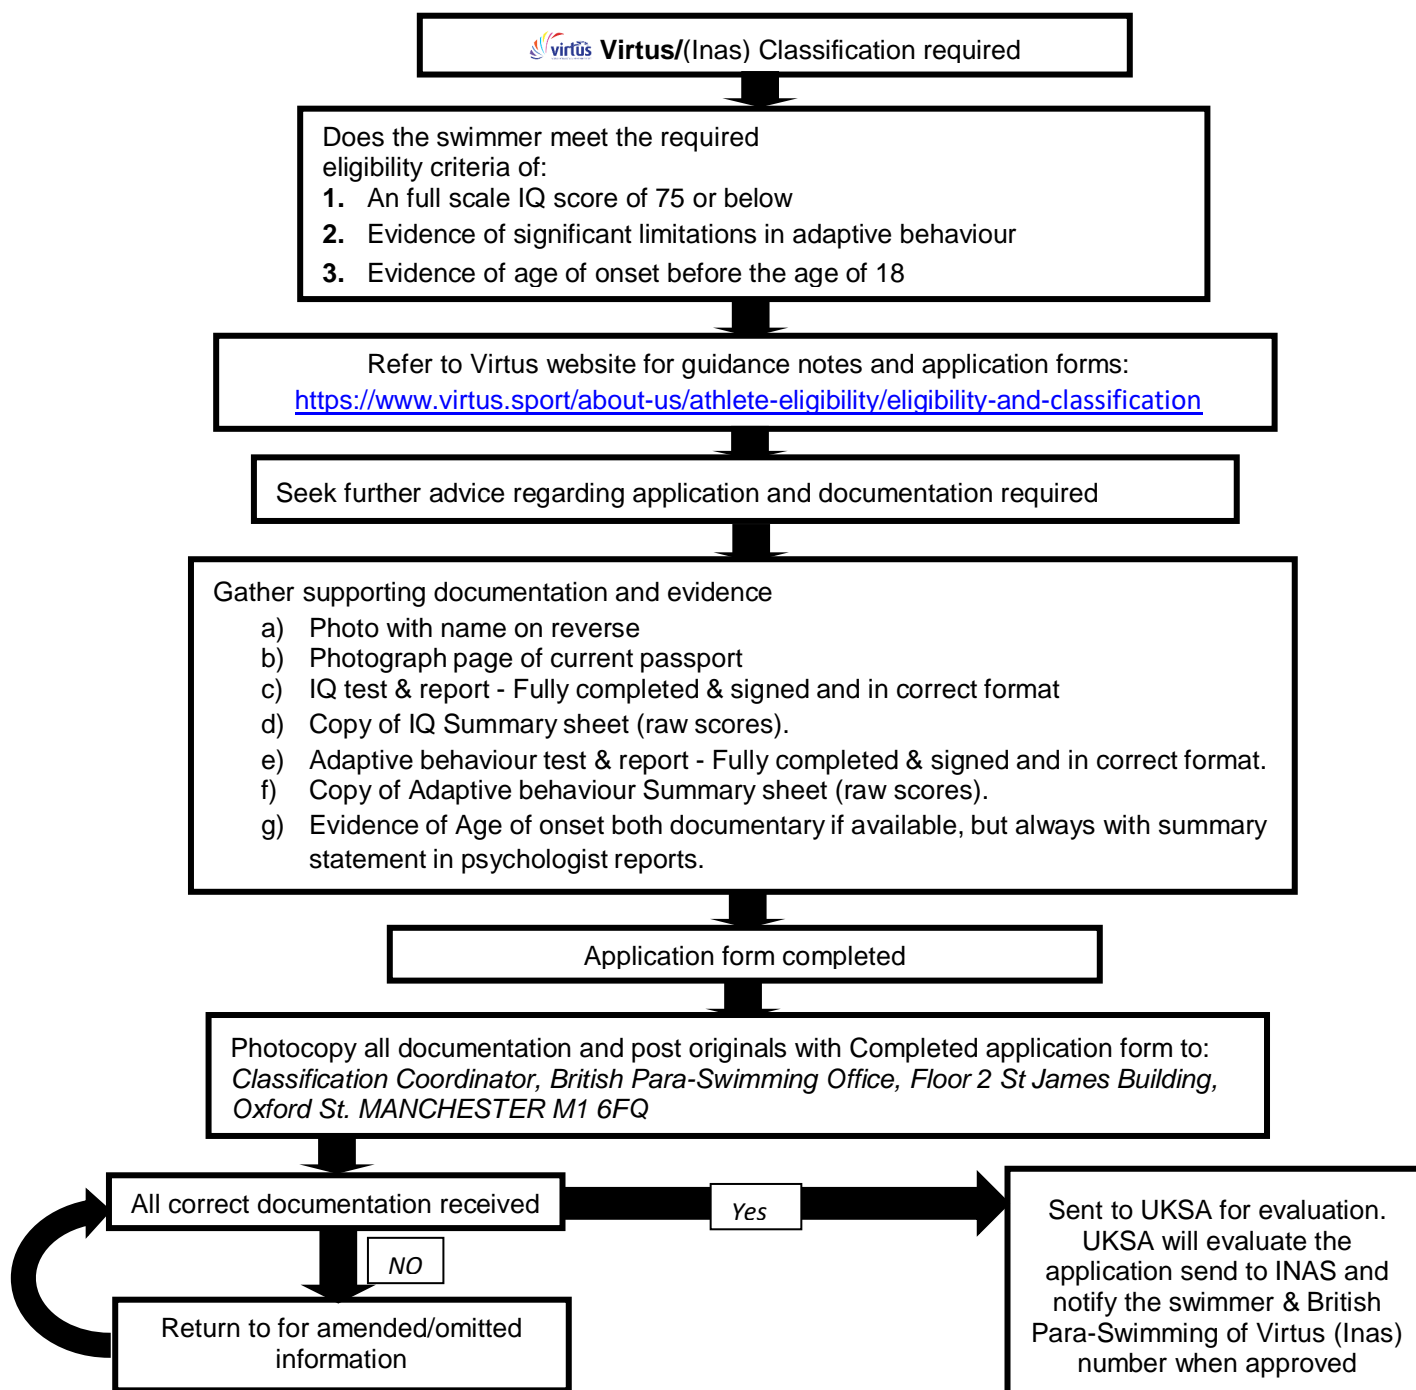 virtus Virtus/(Inas) Classification required
Does the swimmer meet the required
eligibility criteria of:
1. An full scale IQ score of 75 or below
2. Evidence of significant limitations in adaptive behaviour
3. Evidence of age of onset before the age of 18
Refer to Virtus website for guidance notes and application forms:
https://www.virtus.sport/about-us/athlete-eligibility/eligibility-and-classification
Seek further advice regarding application and documentation required
Gather supporting documentation and evidence
a) Photo with name on reverse
b) Photograph page of current passport
c) IQ test & report - Fully completed & signed and in correct format
d) Copy of IQ Summary sheet (raw scores).
e) Adaptive behaviour test & report - Fully completed & signed and in correct format.
f) Copy of Adaptive behaviour Summary sheet (raw scores).
g) Evidence of Age of onset both documentary if available, but always with summary
statement in psychologist reports.
Application form completed
Photocopy all documentation and post originals with Completed application form to:
Classification Coordinator, British Para-Swimming Office, Floor 2 St James Building,
Oxford St. MANCHESTER M1 6FQ
All correct documentation received
Yes
NO
Return to for amended/omitted
information
Sent to UKSA for evaluation.
UKSA will evaluate the
application send to INAS and
notify the swimmer & British
Para-Swimming of Virtus (Inas)
number when approved